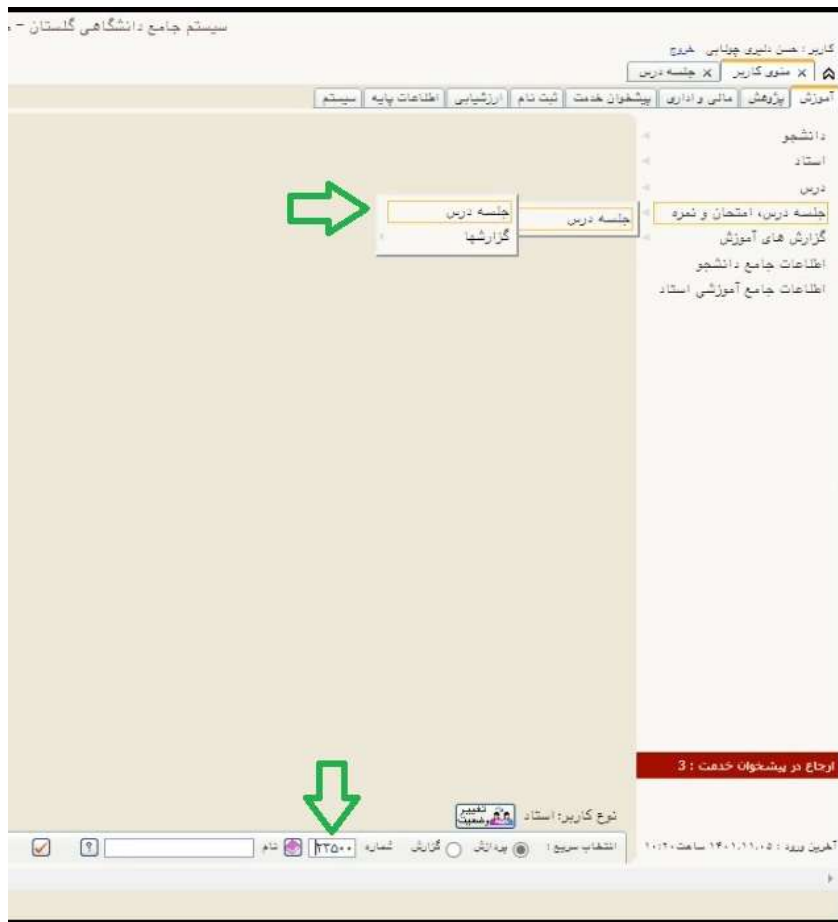 سیستم جامع دانشگاهی گلستان -
کاربر : حسن دلیری چولابی خروج
منوی کاربر جلسه درس
آموزش پژوهش مالی و اداری پیشخوان خدمت ثبت نام ارزشیابی اطلاعات پایه سیستم
دانشجو
استاد
درس
جلسه درس، امتحان و نمره
گزارش های آموزش
اطلاعات جامع دانشجو
اطلاعات جامع آموزشی استاد
جلسه درس
جلسه درس
گزارشها
ارجاع در پیشخوان خدمت : 3
نوع کاربر: استاد تغییر وضعیت
آخرین ورود : ۱۴۰۱،۱۱،۰۵ ساعت۱۰:۲۰
انتخاب سریع : پردازش گزارش شماره ۲۳۵۰۰ نام